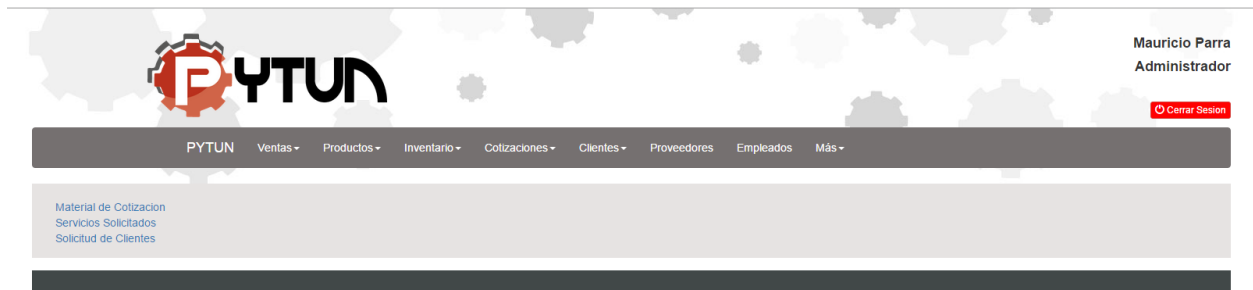 PYTUN
Mauricio Parra
Administrador
Cerrar Sesion
PYTUN Ventas Productos Inventario Cotizaciones Clientes Proveedores Empleados Más
Material de Cotizacion
Servicios Solicitados
Solicitud de Clientes